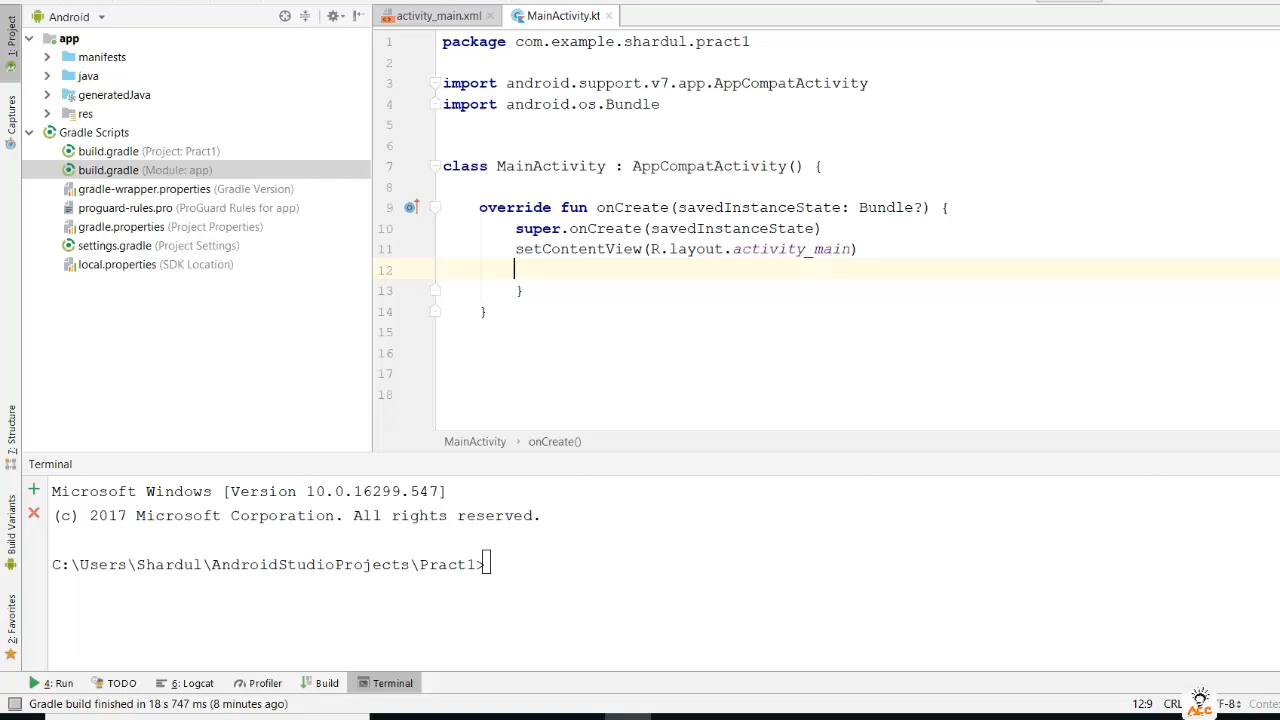 Android
activity_main.xml
MainActivity.kt
1: Project
Captures
Z: Structure
Build Variants
2: Favorites
app
manifests
java
generatedJava
res
Gradle Scripts
build.gradle (Project: Pract1)
build.gradle (Module: app)
gradle-wrapper.properties (Gradle Version)
proguard-rules.pro (ProGuard Rules for app)
gradle.properties (Project Properties)
settings.gradle (Project Settings)
local.properties (SDK Location)
1 package com.example.shardul.pract1
2
3 import android.support.v7.app.AppCompatActivity
4 import android.os.Bundle
5
6
7 class MainActivity : AppCompatActivity() {
8
9 override fun onCreate(savedInstanceState: Bundle?) {
10 super.onCreate(savedInstanceState)
11 setContentView(R.layout.activity_main)
12
13 }
14 }
15
16
17
18
MainActivity › onCreate()
Terminal
Microsoft Windows [Version 10.0.16299.547]
(c) 2017 Microsoft Corporation. All rights reserved.
C:\Users\Shardul\AndroidStudioProjects\Pract1>
4: Run TODO 6: Logcat Profiler Build Terminal
Gradle build finished in 18 s 747 ms (8 minutes ago) 12:9 CRL F-8 Conte
AEC